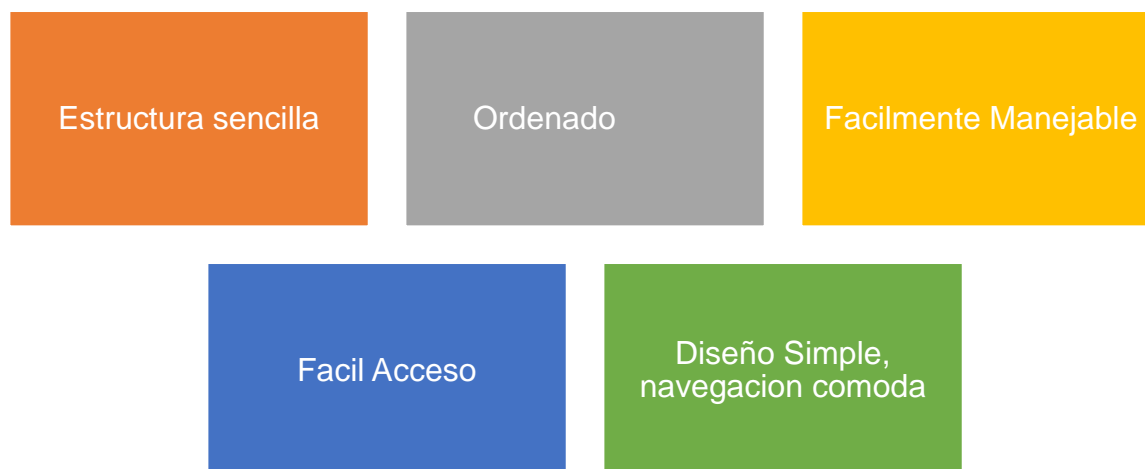 Estructura sencilla
Ordenado
Facilmente Manejable
Facil Acceso
Diseño Simple,
navegacion comoda